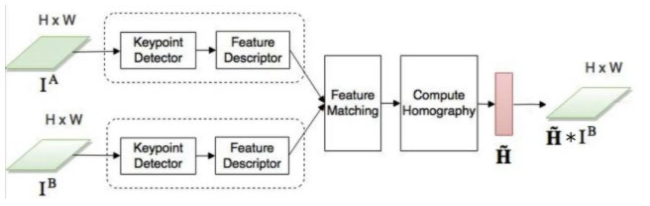 H x W
I^A
Keypoint
Detector
Feature
Descriptor
H x W
I^B
Keypoint
Detector
Feature
Descriptor
Feature
Matching
Compute
Homography
H̃
H x W
H̃ * I^B